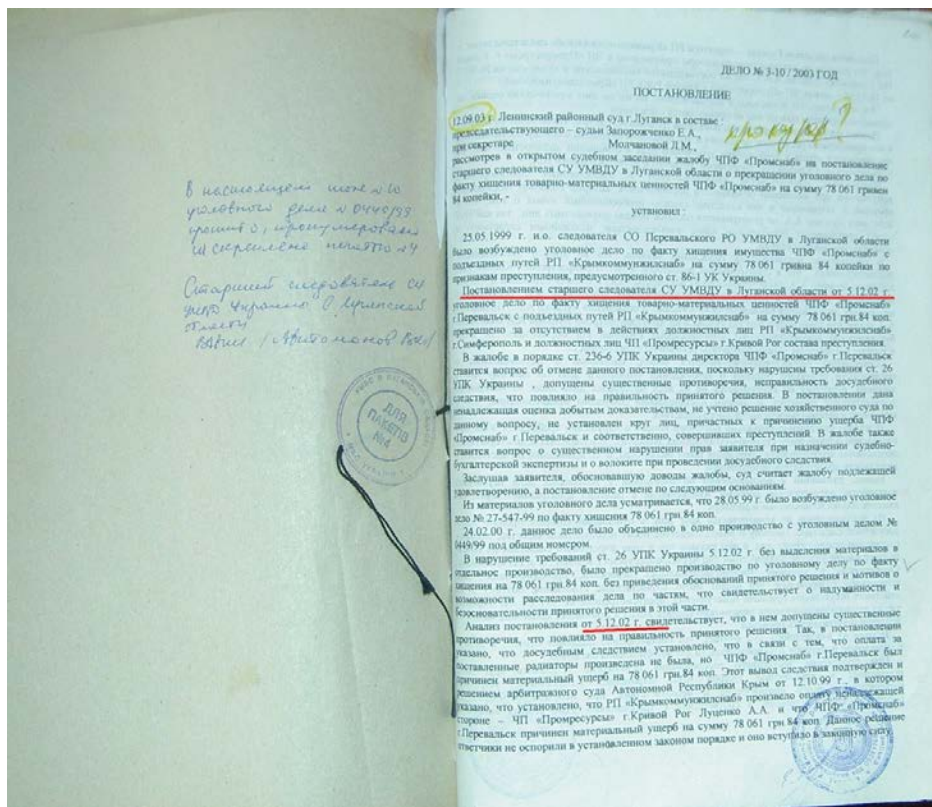 В настоящем томе №10
уголовного дела № 0449/99
прошито, пронумеровано
и скреплено печатью №4
Старший следователь СУ
УМВД Украины в Луганской
области
ДЛЯ
ПАКЕТОВ
№4
ДЕЛО № 3-10 / 2003 ГОД
ПОСТАНОВЛЕНИЕ
12.09.03 г. Ленинский районный суд г.Луганск в составе :
председательствующего – судьи Запорожченко Е.А.,
при секретаре Молчановой Л.М.,
прокурор?
рассмотрев в открытом судебном заседании жалобу ЧПФ «Промснаб» на постановление
старшего следователя СУ УМВДУ в Луганской области о прекращении уголовного дела по
факту хищения товарно-материальных ценностей ЧПФ «Промснаб» на сумму 78 061 гривен
84 копейки, -
установил :
25.05.1999 г. и.о. следователя СО Перевальского РО УМВДУ в Луганской области
было возбуждено уголовное дело по факту хищения имущества ЧПФ «Промснаб» с
подъездных путей РП «Крымкоммунжилснаб» на сумму 78 061 гривна 84 копейки по
признакам преступления, предусмотренного ст. 86-1 УК Украины.
Постановлением старшего следователя СУ УМВДУ в Луганской области от 5.12.02 г.
уголовное дело по факту хищения товарно-материальных ценностей ЧПФ «Промснаб»
г.Перевальск с подъездных путей РП «Крымкоммунжилснаб» на сумму 78 061 грн.84 коп.
прекращено за отсутствием в действиях должностных лиц РП «Крымкоммунжилснаб»
г.Симферополь и должностных лиц ЧП «Промресурсы» г.Кривой Рог состава преступления.
В жалобе в порядке ст. 236-6 УПК Украины директора ЧПФ «Промснаб» г.Перевальск
ставится вопрос об отмене данного постановления, поскольку нарушены требования ст. 26
УПК Украины , допущены существенные противоречия, неправильность досудебного
следствия, что повлияло на правильность принятого решения. В постановлении дана
ненадлежащая оценка добытым доказательствам, не учтено решение хозяйственного суда по
данному вопросу, не установлен круг лиц, причастных к причинению ущерба ЧПФ
«Промснаб» г.Перевальск и соответственно, совершивших преступлений. В жалобе также
ставится вопрос о существенном нарушении прав заявителя при назначении судебно-
бухгалтерской экспертизы и о волоките при проведении досудебного следствия.
Заслушав заявителя, обосновавшую доводы жалобы, суд считает жалобу подлежащей
удовлетворению, а постановление отмене по следующим основаниям.
Из материалов уголовного дела усматривается, что 28.05.99 г. было возбуждено уголовное
дело № 27-547-99 по факту хищения 78 061 грн.84 коп.
24.02.00 г. данное дело было объединено в одно производство с уголовным делом №
0449/99 под общим номером.
В нарушение требований ст. 26 УПК Украины 5.12.02 г. без выделения материалов в
отдельное производство, было прекращено производство по уголовному делу по факту
хищения на 78 061 грн.84 коп. без приведения обоснований принятого решения и мотивов о
возможности расследования дела по частям, что свидетельствует о надуманности и
безосновательности принятого решения в этой части.
Анализ постановления от 5.12.02 г. свидетельствует, что в нем допущены существенные
противоречия, что повлияло на правильность принятого решения. Так, в постановлении
указано, что досудебным следствием установлено, что в связи с тем, что оплата за
поставленные радиаторы произведена не была, но ЧПФ «Промснаб» г.Перевальск был
причинен материальный ущерб на 78 061 грн.84 коп. Этот вывод следствия подтвержден и
решением арбитражного суда Автономной Республики Крым от 12.10.99 г., в котором
указано, что установлено, что РП «Крымкоммунжилснаб» произвело оплату ненадлежащей
стороне – ЧП «Промресурсы» г.Кривой Рог Луценко А.А. и что ЧПФ «Промснаб»
г.Перевальск причинен материальный ущерб на сумму 78 061 грн 84 коп. Данное решение
ответчики не оспорили в установленном законом порядке и оно вступило в законную силу.